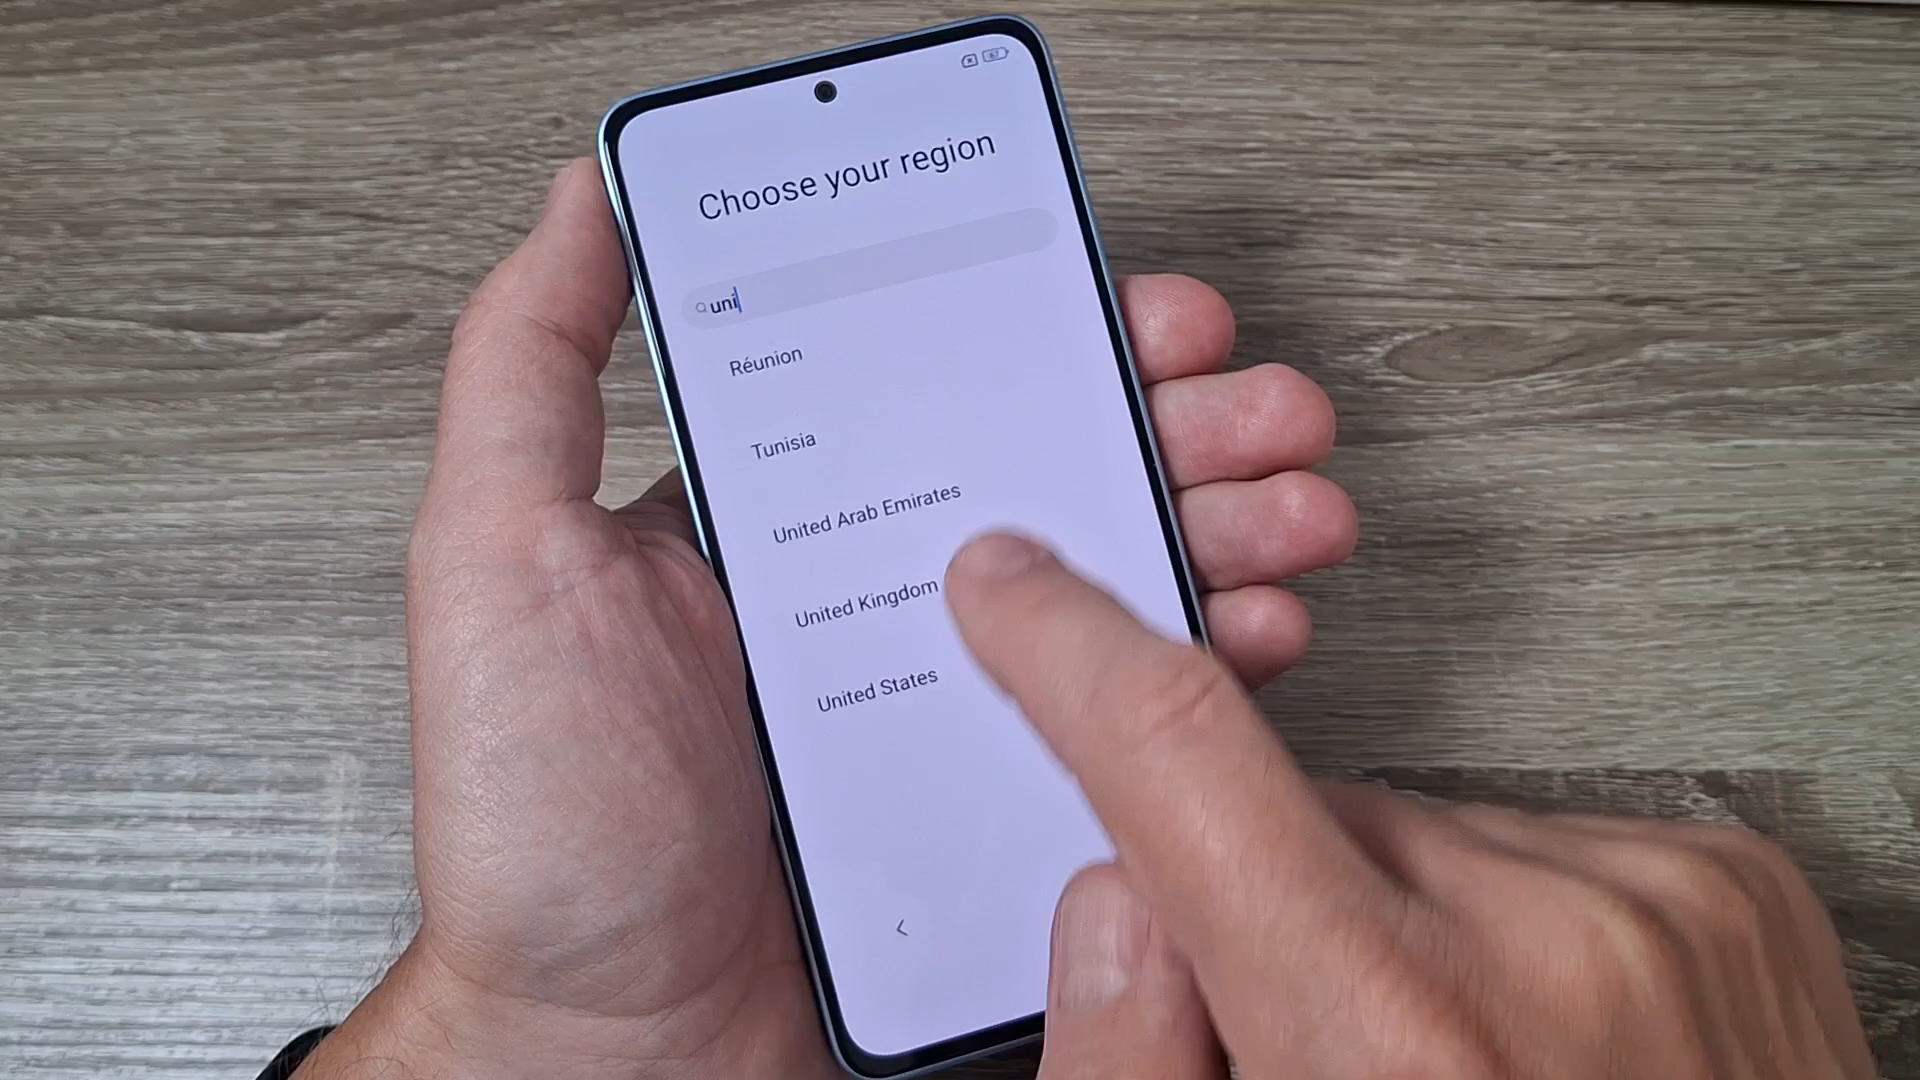 Choose your region
uni
Réunion
Tunisia
United Arab Emirates
United Kingdom
United States